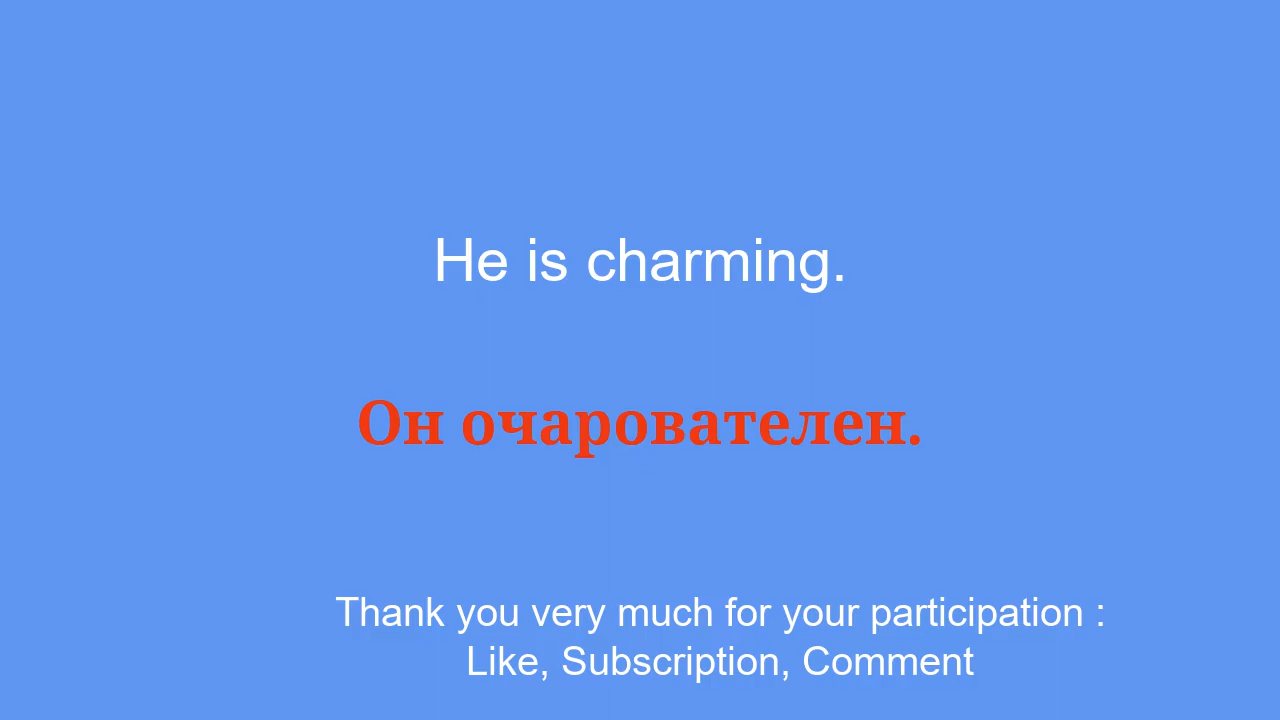 He is charming.
Он очарователен.
Thank you very much for your participation :
Like, Subscription, Comment